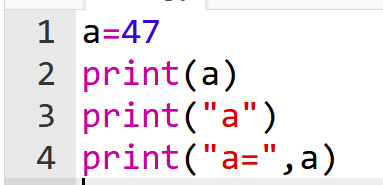 1 a=47
2 print(a)
3 print("a")
4 print("a=",a)